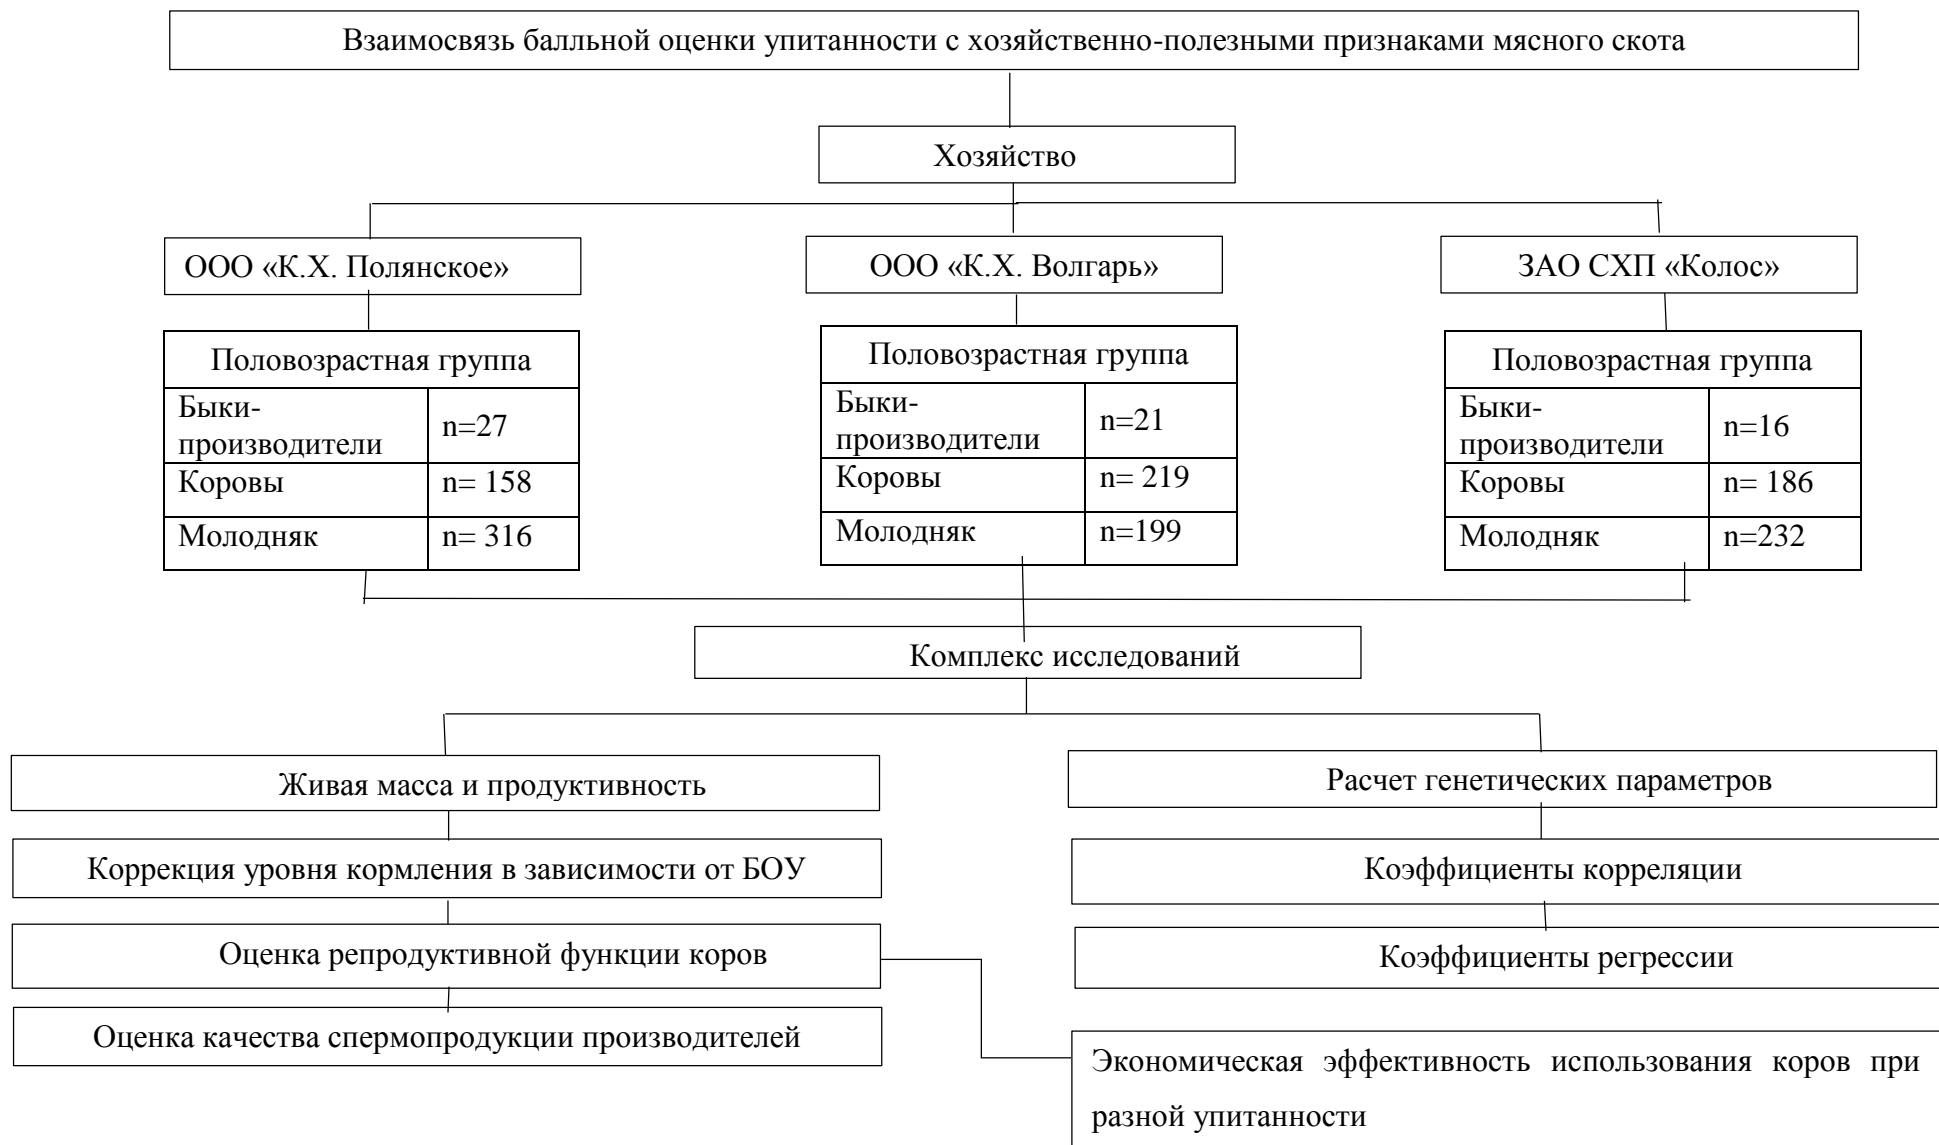 Взаимосвязь балльной оценки упитанности с хозяйственно-полезными признаками мясного скота
Хозяйство
ООО «К.Х. Полянское»
ООО «К.Х. Волгарь»
ЗАО СХП «Колос»
Половозрастная группа
Быки-
производители
n=27
Коровы
n= 158
Молодняк
n= 316
Половозрастная группа
Быки-
производители
n=21
Коровы
n= 219
Молодняк
n=199
Половозрастная группа
Быки-
производители
n=16
Коровы
n= 186
Молодняк
n=232
Комплекс исследований
Живая масса и продуктивность
Коррекция уровня кормления в зависимости от БОУ
Оценка репродуктивной функции коров
Оценка качества спермопродукции производителей
Расчет генетических параметров
Коэффициенты корреляции
Коэффициенты регрессии
Экономическая эффективность использования коров при
разной упитанности